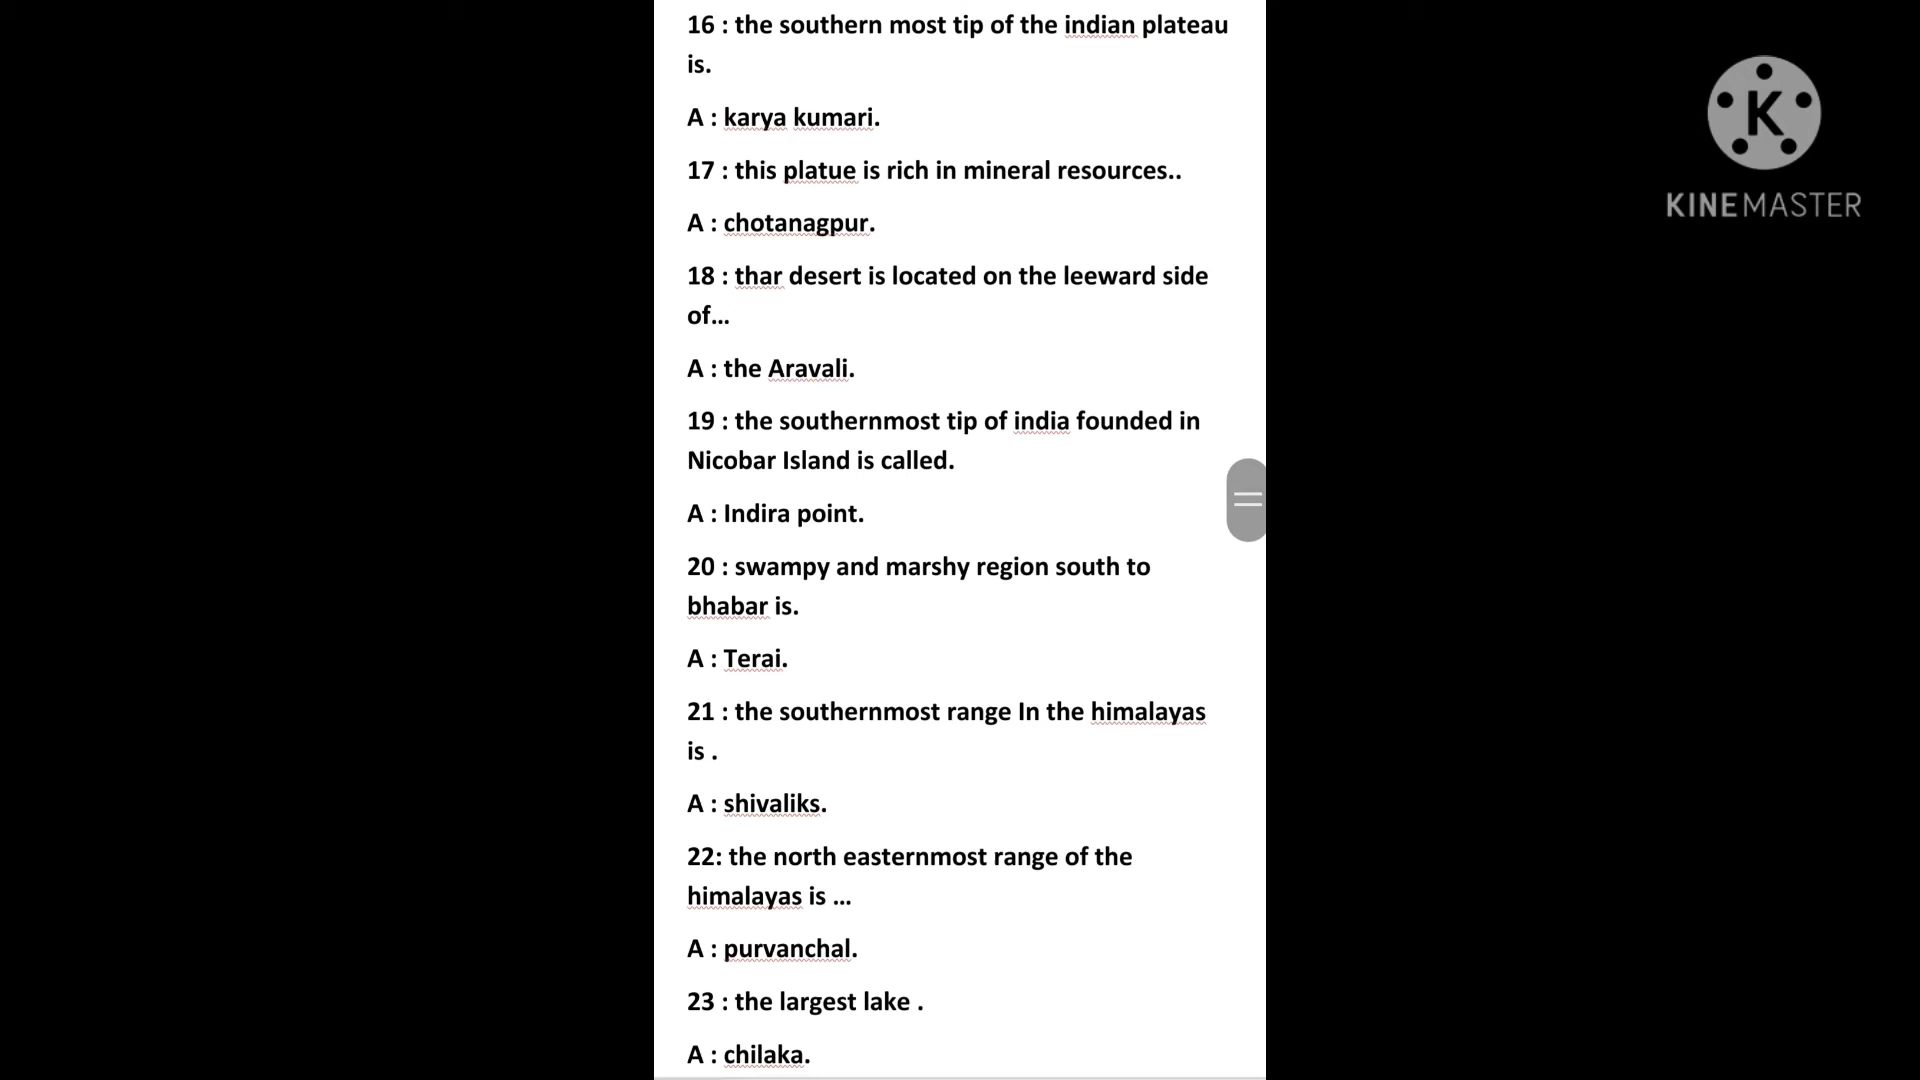 16 : the southern most tip of the indian plateau
is.
A : karya kumari.
17 : this platue is rich in mineral resources..
A : chotanagpur.
18 : thar desert is located on the leeward side
of...
A : the Aravali.
19 : the southernmost tip of india founded in
Nicobar Island is called.
A : Indira point.
20 : swampy and marshy region south to
bhabar is.
A : Terai.
21 : the southernmost range In the himalayas
is .
A : shivaliks.
22: the north easternmost range of the
himalayas is ...
A : purvanchal.
23 : the largest lake .
A : chilaka.
K
KINEMASTER